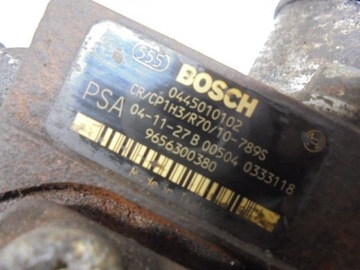 555
BOSCH
0445010102
CR/CP1H3/R70/10-789S
PSA 04-11-27 B 00504 0333118
9656300380